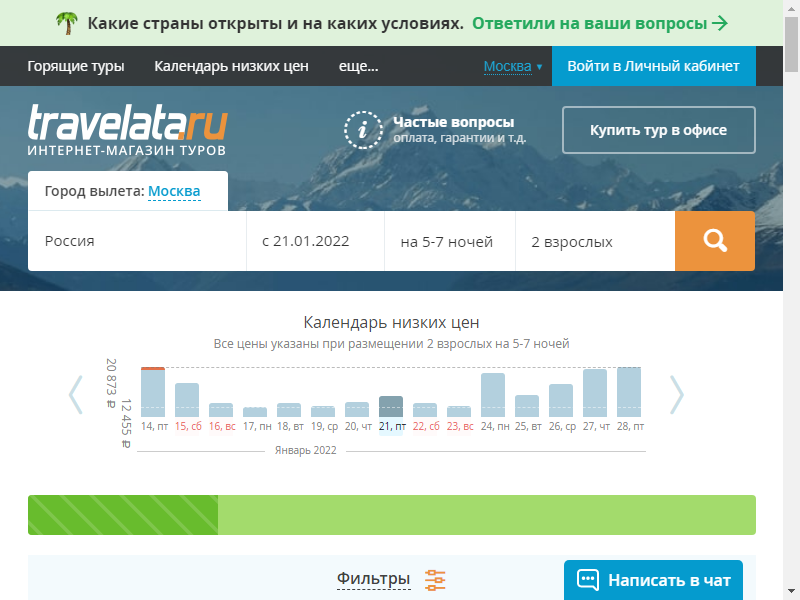 Какие страны открыты и на каких условиях. Ответили на ваши вопросы →
Горящие туры Календарь низких цен еще... Москва ▾ Войти в Личный кабинет
travelata.ru
ИНТЕРНЕТ-МАГАЗИН ТУРОВ
i
Частые вопросы
оплата, гарантии и т.д.
Купить тур в офисе
Город вылета: Москва
Россия с 21.01.2022 на 5-7 ночей 2 взрослых
Календарь низких цен
Все цены указаны при размещении 2 взрослых на 5-7 ночей
20 873 ₽
12 455 ₽
14, пт 15, сб 16, вс 17, пн 18, вт 19, ср 20, чт 21, пт 22, сб 23, вс 24, пн 25, вт 26, ср 27, чт 28, пт
Январь 2022
Фильтры
Написать в чат